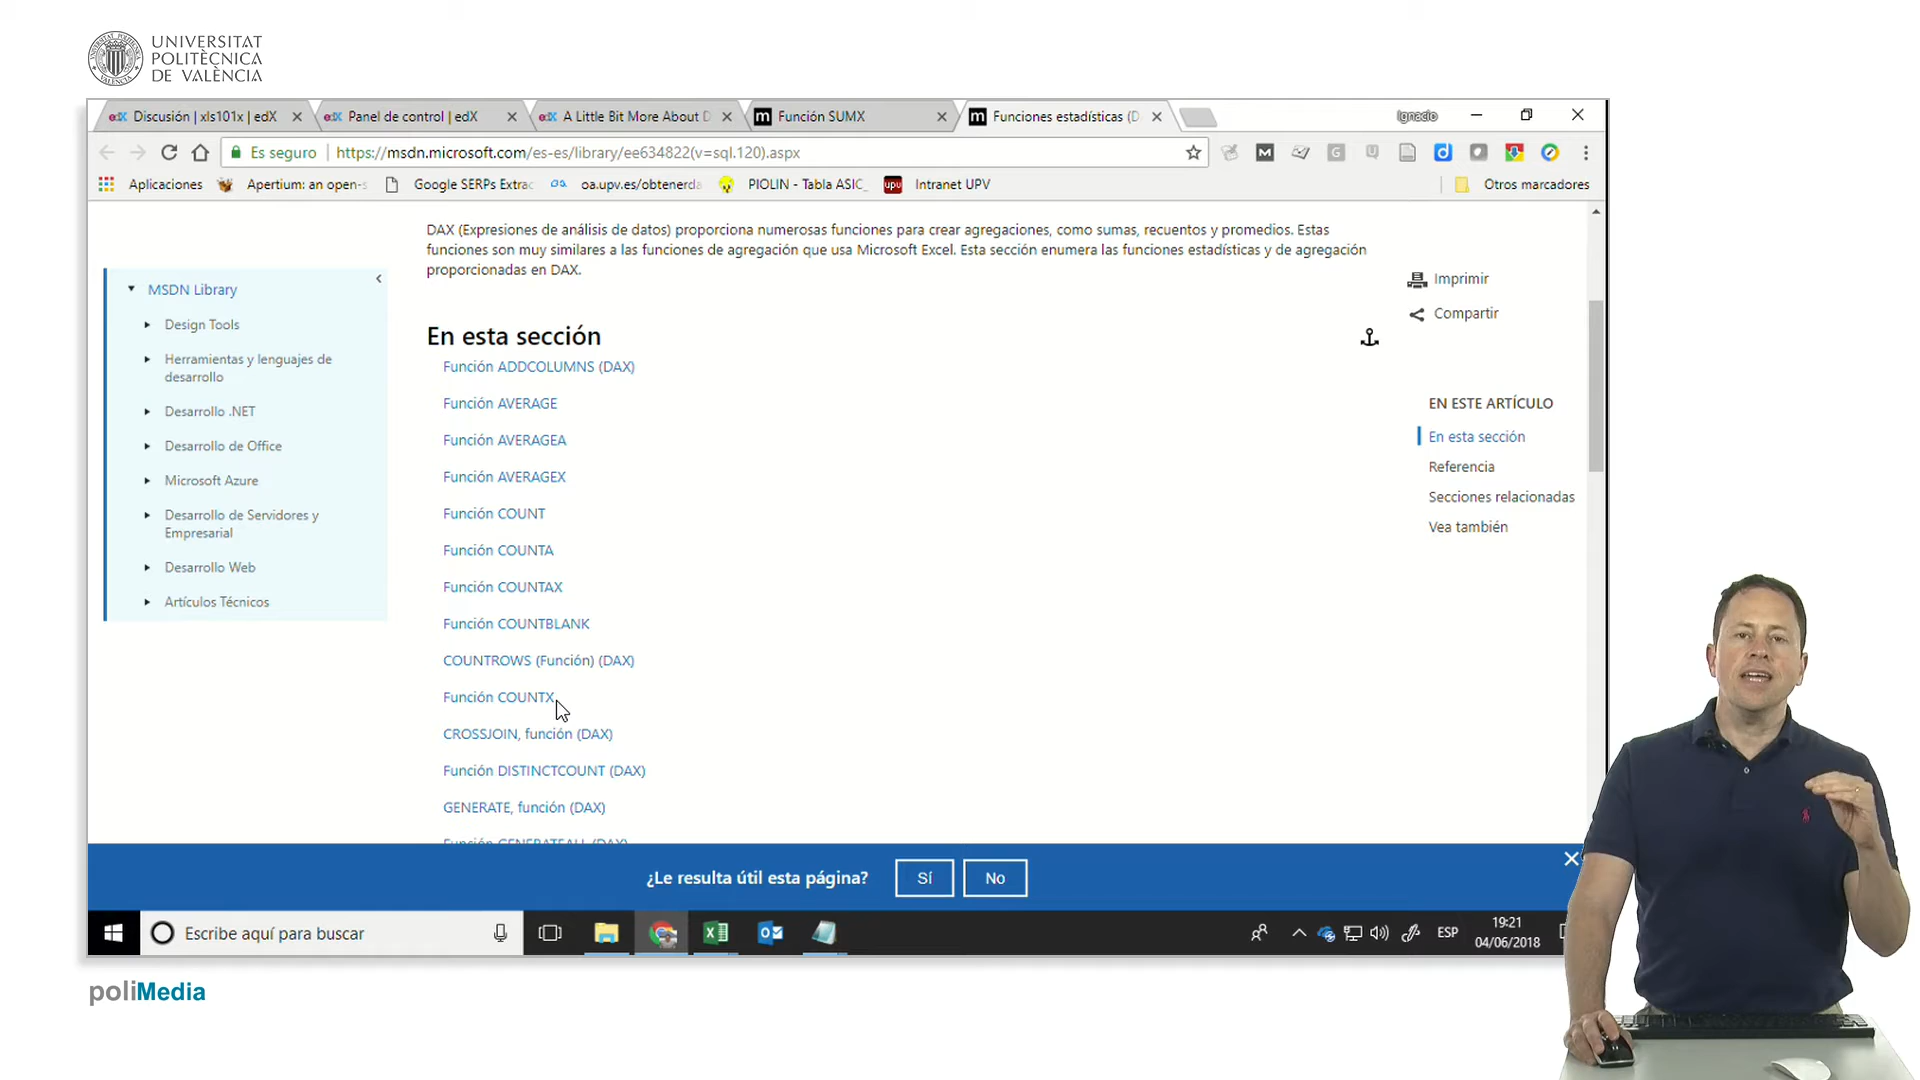 UNIVERSITAT
POLITÈCNICA
DE VALÈNCIA
Discusión | xls101x | edX
Panel de control | edX
A Little Bit More About D
Función SUMX
Funciones estadísticas (D
Ignacio
Es seguro
https://msdn.microsoft.com/es-es/library/ee634822(v=sql.120).aspx
Aplicaciones
Apertium: an open-s
Google SERPs Extrac
oa.upv.es/obtenerda
PIOLIN - Tabla ASIC_
upv
Intranet UPV
Otros marcadores
DAX (Expresiones de análisis de datos) proporciona numerosas funciones para crear agregaciones, como sumas, recuentos y promedios. Estas
funciones son muy similares a las funciones de agregación que usa Microsoft Excel. Esta sección enumera las funciones estadísticas y de agregación
proporcionadas en DAX.
MSDN Library
Design Tools
Herramientas y lenguajes de
desarrollo
Desarrollo .NET
Desarrollo de Office
Microsoft Azure
Desarrollo de Servidores y
Empresarial
Desarrollo Web
Artículos Técnicos
En esta sección
Función ADDCOLUMNS (DAX)
Función AVERAGE
Función AVERAGEA
Función AVERAGEX
Función COUNT
Función COUNTA
Función COUNTAX
Función COUNTBLANK
COUNTROWS (Función) (DAX)
Función COUNTX
CROSSJOIN, función (DAX)
Función DISTINCTCOUNT (DAX)
GENERATE, función (DAX)
Función GENERATEALL (DAX)
Imprimir
Compartir
EN ESTE ARTÍCULO
En esta sección
Referencia
Secciones relacionadas
Vea también
¿Le resulta útil esta página?
Sí
No
Escribe aquí para buscar
ESP
19:21
04/06/2018
poliMedia